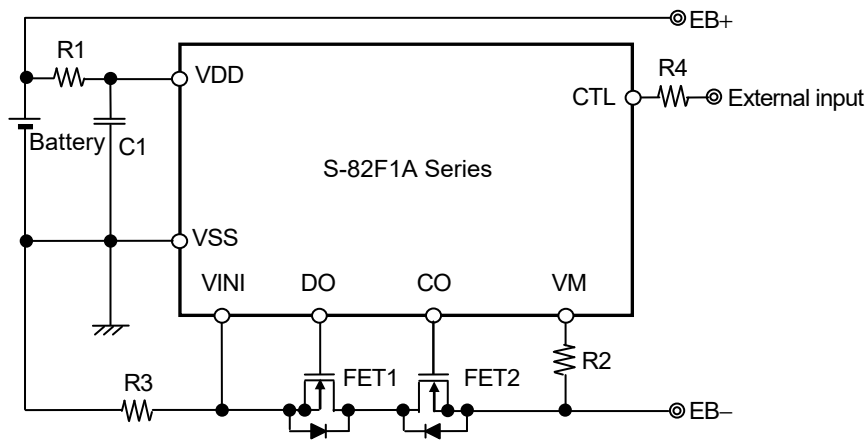 EB+
R1
VDD
R4
CTL
External input
Battery
C1
S-82F1A Series
VSS
VINI
DO
CO
VM
R2
R3
FET1
FET2
EB−